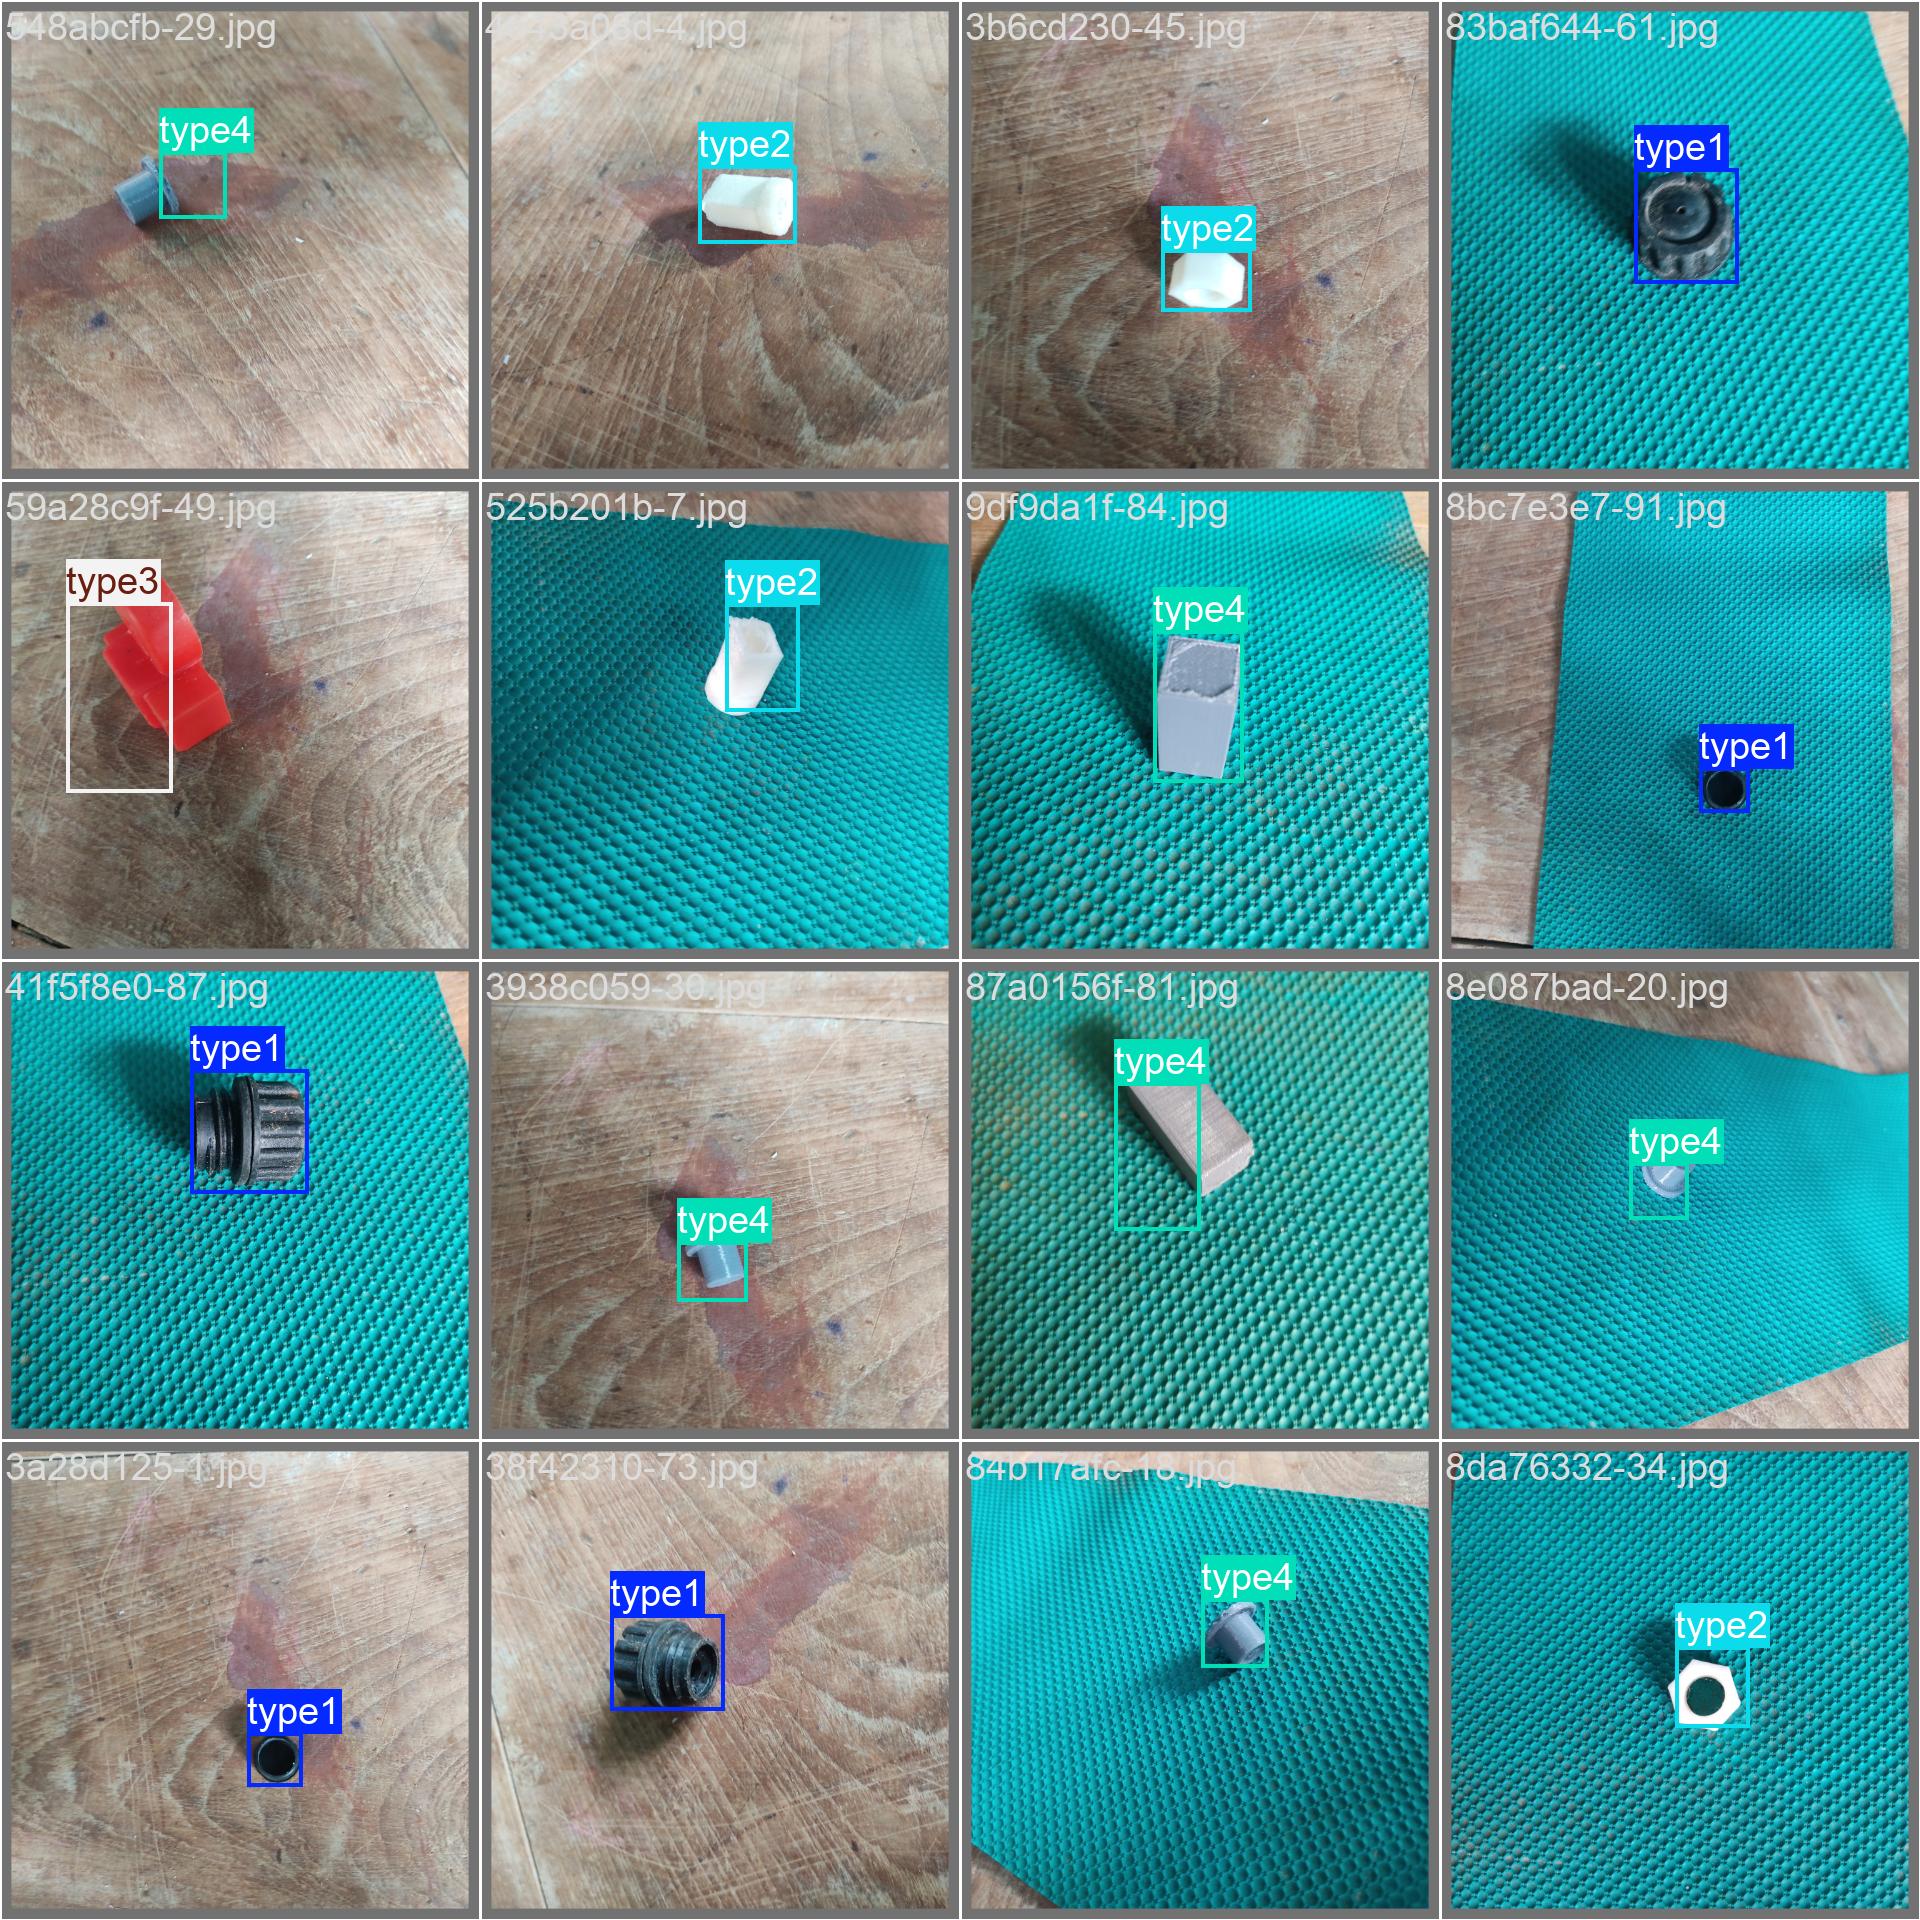 548abcfb-29.jpg
type4
type2
3b6cd230-45.jpg
type2
83baf644-61.jpg
type1
59a28c9f-49.jpg
type3
525b201b-7.jpg
type2
9df9da1f-84.jpg
type4
8bc7e3e7-91.jpg
type1
41f5f8e0-87.jpg
type1
3938c059-30.jpg
type4
87a0156f-81.jpg
type4
8e087bad-20.jpg
type4
3a28d125-1.jpg
type1
38f42310-73.jpg
type1
84b17afc-18.jpg
type4
8da76332-34.jpg
type2